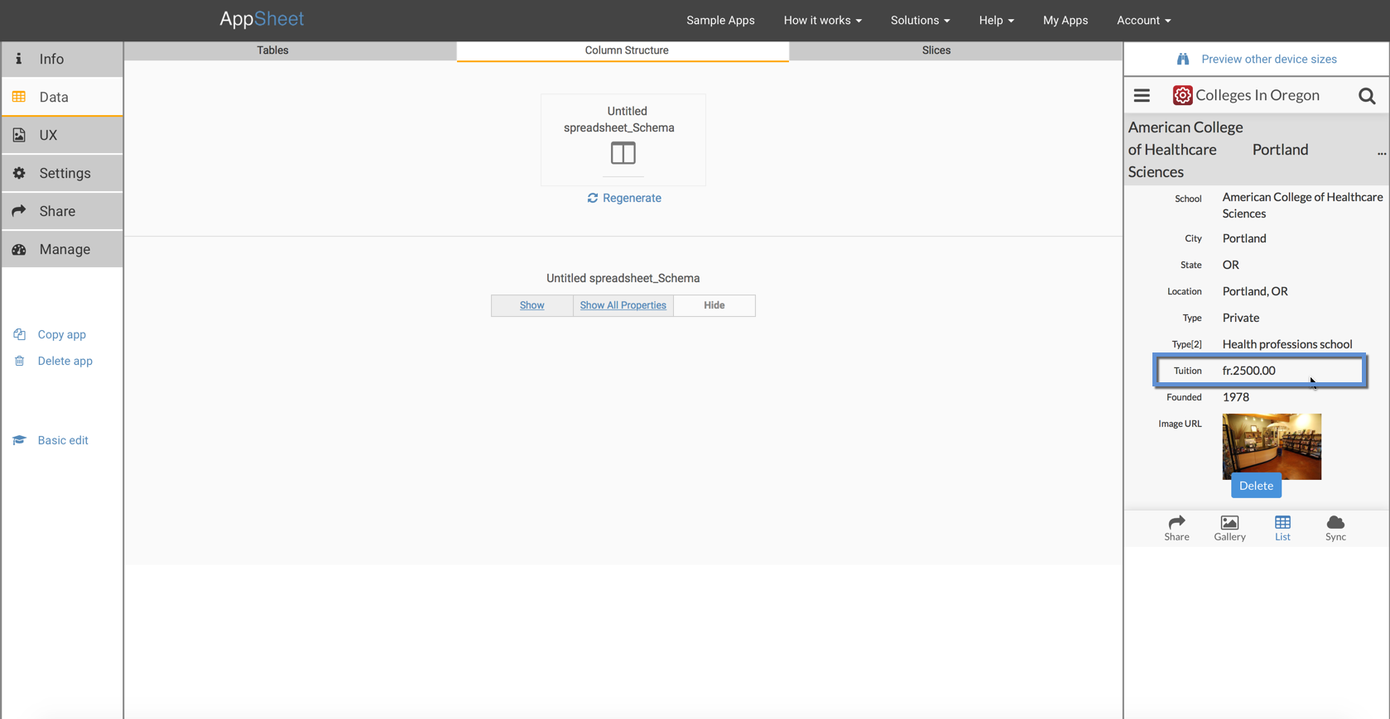 AppSheet
Sample Apps
How it works
Solutions
Help
My Apps
Account
Info
Data
UX
Settings
Share
Manage
Copy app
Delete app
Basic edit
Tables
Column Structure
Slices
Untitled
spreadsheet_Schema
Regenerate
Untitled spreadsheet_Schema
Show
Show All Properties
Hide
Preview other device sizes
Colleges In Oregon
American College
of Healthcare Portland ...
Sciences
School American College of Healthcare
Sciences
City Portland
State OR
Location Portland, OR
Type Private
Type[2] Health professions school
Tuition fr.2500.00
Founded 1978
Image URL
Delete
Share
Gallery
List
Sync